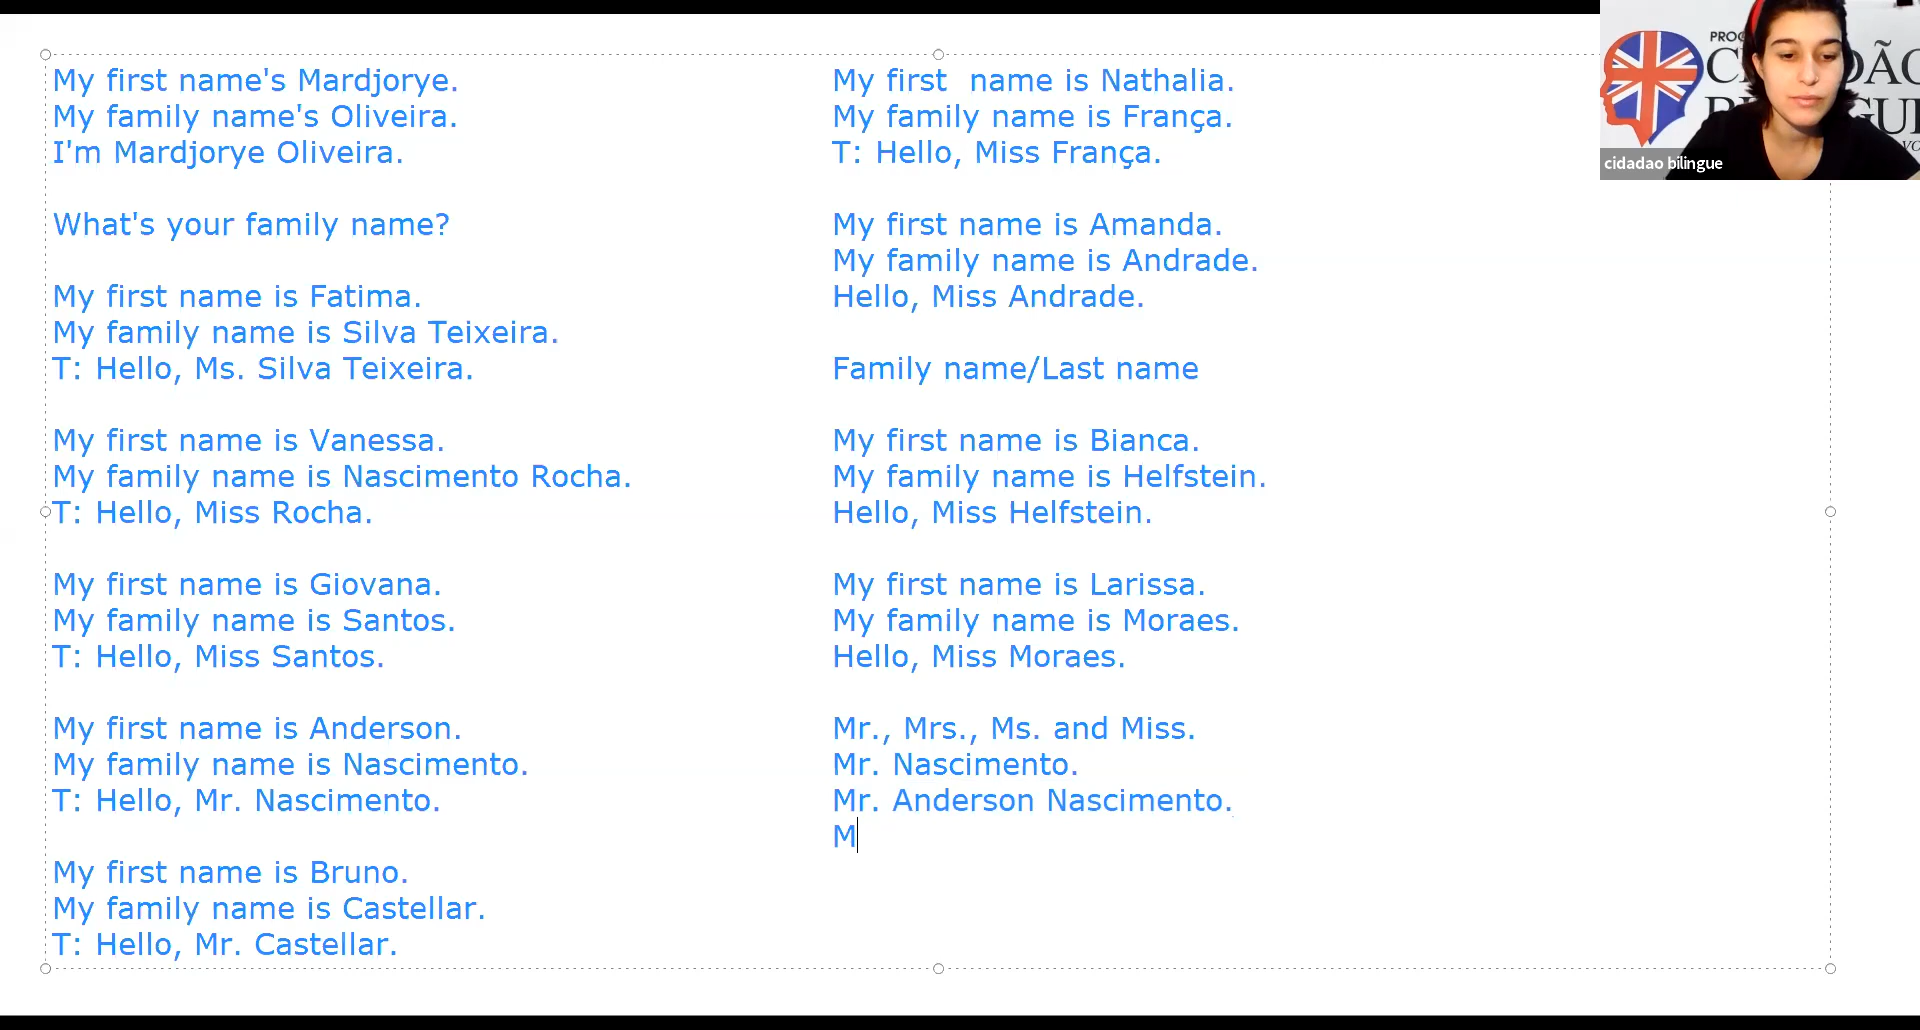 My first name's Mardjorye.
My family name's Oliveira.
I'm Mardjorye Oliveira.
What's your family name?
My first name is Fatima.
My family name is Silva Teixeira.
T: Hello, Ms. Silva Teixeira.
My first name is Vanessa.
My family name is Nascimento Rocha.
T: Hello, Miss Rocha.
My first name is Giovana.
My family name is Santos.
T: Hello, Miss Santos.
My first name is Anderson.
My family name is Nascimento.
T: Hello, Mr. Nascimento.
My first name is Bruno.
My family name is Castellar.
T: Hello, Mr. Castellar.
My first  name is Nathalia.
My family name is França.
T: Hello, Miss França.
My first name is Amanda.
My family name is Andrade.
Hello, Miss Andrade.
Family name/Last name
My first name is Bianca.
My family name is Helfstein.
Hello, Miss Helfstein.
My first name is Larissa.
My family name is Moraes.
Hello, Miss Moraes.
Mr., Mrs., Ms. and Miss.
Mr. Nascimento.
Mr. Anderson Nascimento.
M
cidadao bilingue